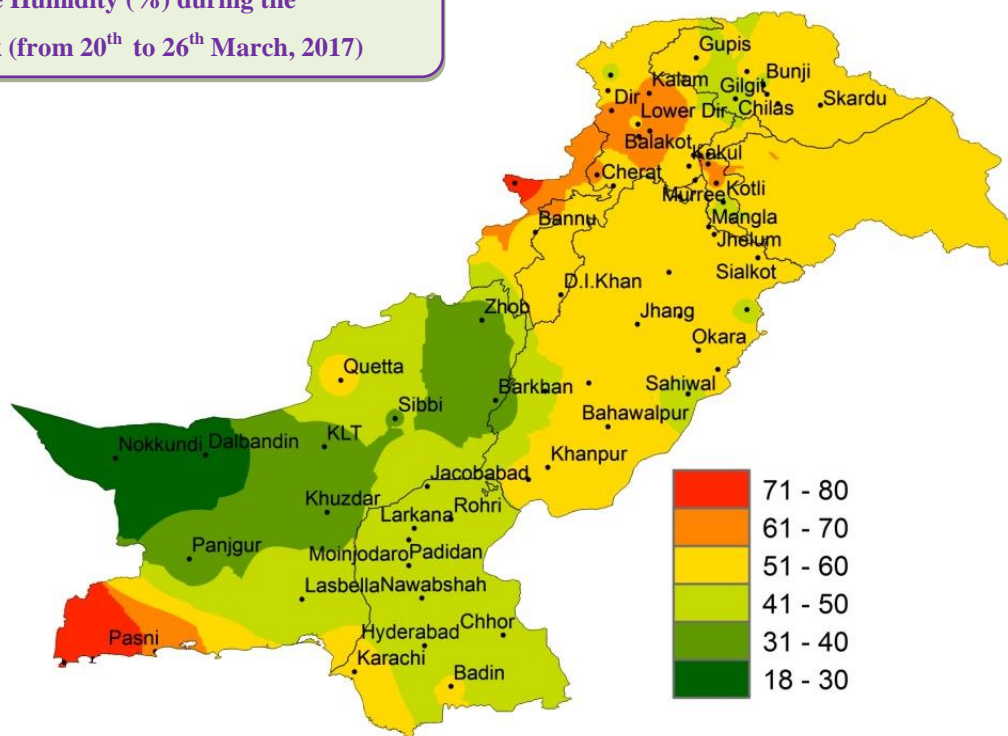 Humidity (%) during the
(from 20th to 26th March, 2017)
Gupis
Bunji
Kalam
Gilgit
Dir
Chilas
Skardu
Lower Dir
Balakot
Kakul
Cherat
Murree
Kotli
Bannu
Mangla
Jhelum
Sialkot
D.I.Khan
Zhob
Jhang
Okara
Quetta
Barkhan
Sahiwal
Sibbi
Bahawalpur
Nokkundi
Dalbandin
KLT
Khanpur
Jacobabad
Khuzdar
Rohri
Larkana
Panjgur
Moinjodaro
Padidan
Lasbella
Nawabshah
Pasni
Hyderabad
Chhor
Karachi
Badin
71 - 80
61 - 70
51 - 60
41 - 50
31 - 40
18 - 30